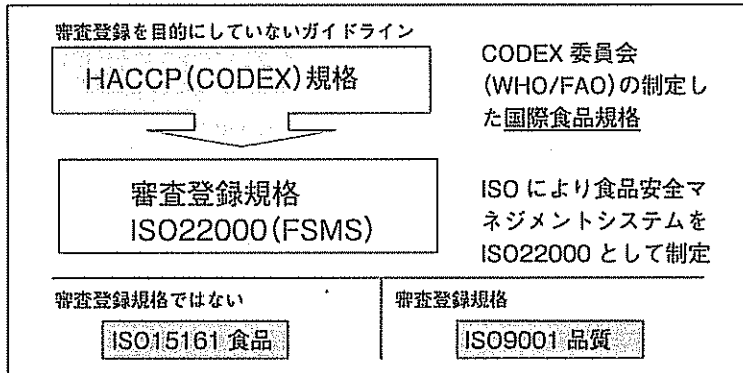 審査登録を目的にしていないガイドライン
HACCP(CODEX)規格
CODEX 委員会
(WHO/FAO)の制定し
た国際食品規格
審査登録規格
ISO22000(FSMS)
ISO により食品安全マ
ネジメントシステムを
ISO22000 として制定
審査登録規格ではない
ISO15161 食品
審査登録規格
ISO9001 品質